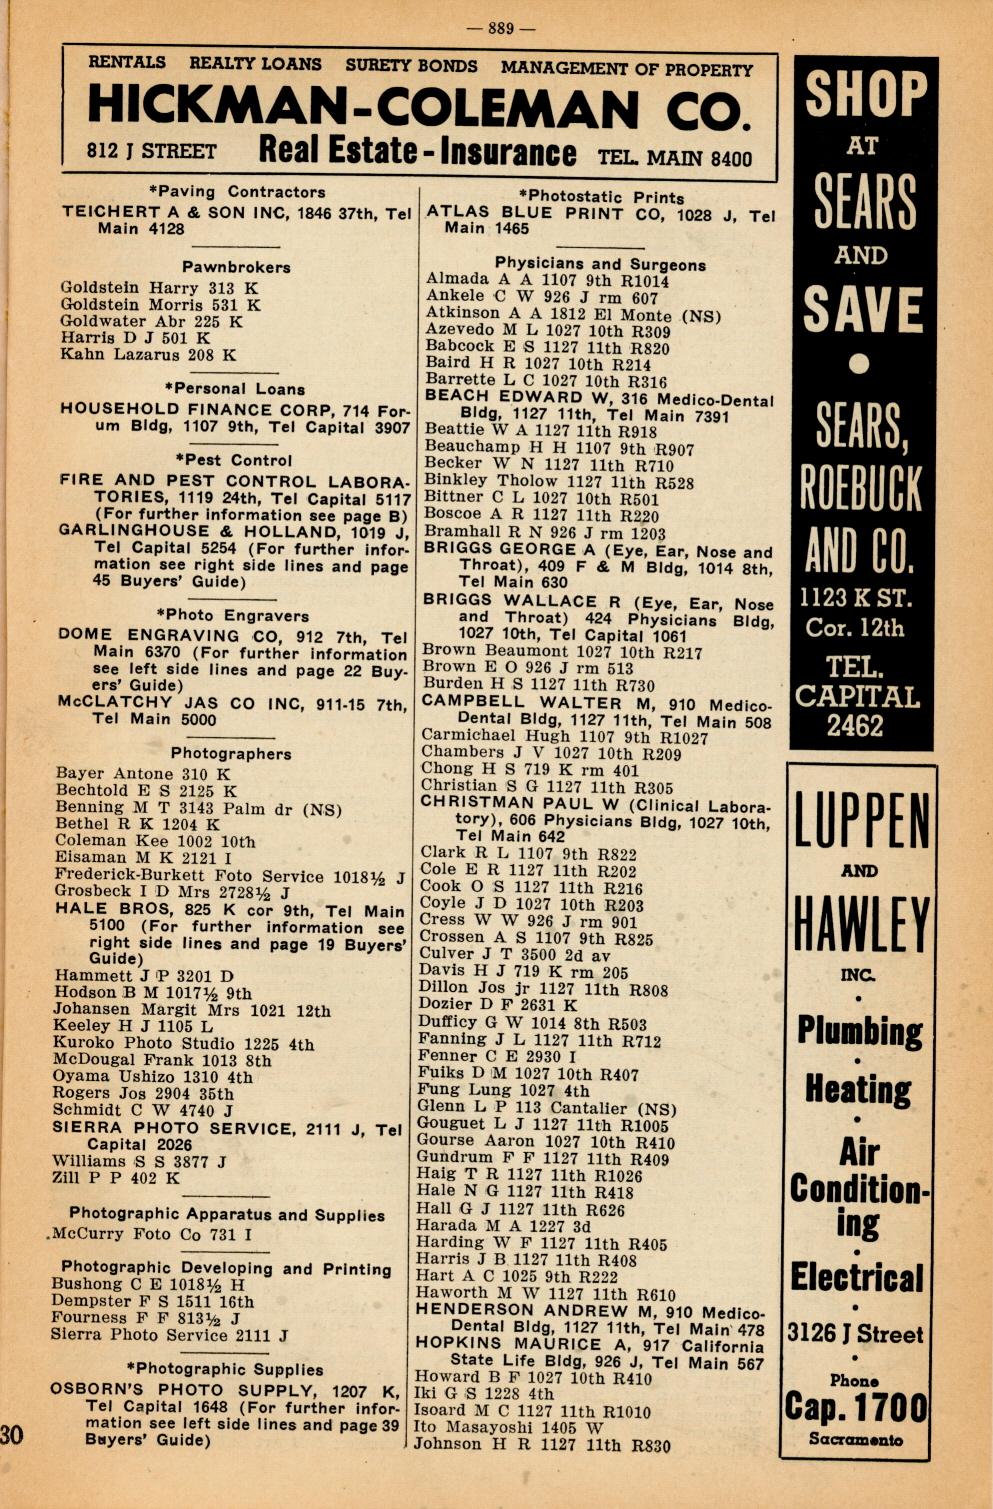 — 889 —
RENTALS REALTY LOANS SURETY BONDS MANAGEMENT OF PROPERTY
HICKMAN-COLEMAN CO.
812 J STREET Real Estate - Insurance TEL. MAIN 8400
*Paving Contractors
TEICHERT A & SON INC, 1846 37th, Tel
Main 4128
Pawnbrokers
Goldstein Harry 313 K
Goldstein Morris 531 K
Goldwater Abr 225 K
Harris D J 501 K
Kahn Lazarus 208 K
*Personal Loans
HOUSEHOLD FINANCE CORP, 714 For-
um Bldg, 1107 9th, Tel Capital 3907
*Pest Control
FIRE AND PEST CONTROL LABORA-
TORIES, 1119 24th, Tel Capital 5117
(For further information see page B)
GARLINGHOUSE & HOLLAND, 1019 J,
Tel Capital 5254 (For further infor-
mation see right side lines and page
45 Buyers' Guide)
*Photo Engravers
DOME ENGRAVING CO, 912 7th, Tel
Main 6370 (For further information
see left side lines and page 22 Buy-
ers' Guide)
McCLATCHY JAS CO INC, 911-15 7th,
Tel Main 5000
Photographers
Bayer Antone 310 K
Bechtold E S 2125 K
Benning M T 3143 Palm dr (NS)
Bethel R K 1204 K
Coleman Kee 1002 10th
Eisaman M K 2121 I
Frederick-Burkett Foto Service 1018½ J
Grosbeck I D Mrs 2728½ J
HALE BROS, 825 K cor 9th, Tel Main
5100 (For further information see
right side lines and page 19 Buyers'
Guide)
Hammett J P 3201 D
Hodson B M 1017½ 9th
Johansen Margit Mrs 1021 12th
Keeley H J 1105 L
Kuroko Photo Studio 1225 4th
McDougal Frank 1013 8th
Oyama Ushizo 1310 4th
Rogers Jos 2904 35th
Schmidt C W 4740 J
SIERRA PHOTO SERVICE, 2111 J, Tel
Capital 2026
Williams S S 3877 J
Zill P P 402 K
Photographic Apparatus and Supplies
McCurry Foto Co 731 I
Photographic Developing and Printing
Bushong C E 1018½ H
Dempster F S 1511 16th
Fourness F F 813½ J
Sierra Photo Service 2111 J
*Photographic Supplies
OSBORN'S PHOTO SUPPLY, 1207 K,
Tel Capital 1648 (For further infor-
mation see left side lines and page 39
Buyers' Guide)
30
*Photostatic Prints
ATLAS BLUE PRINT CO, 1028 J, Tel
Main 1465
Physicians and Surgeons
Almada A A 1107 9th R1014
Ankele C W 926 J rm 607
Atkinson A A 1812 El Monte (NS)
Azevedo M L 1027 10th R309
Babcock E S 1127 11th R820
Baird H R 1027 10th R214
Barrette L C 1027 10th R316
BEACH EDWARD W, 316 Medico-Dental
Bldg, 1127 11th, Tel Main 7391
Beattie W A 1127 11th R918
Beauchamp H H 1107 9th R907
Becker W N 1127 11th R710
Binkley Tholow 1127 11th R528
Bittner C L 1027 10th R501
Boscoe A R 1127 11th R220
Bramhall R N 926 J rm 1203
BRIGGS GEORGE A (Eye, Ear, Nose and
Throat), 409 F & M Bldg, 1014 8th,
Tel Main 630
BRIGGS WALLACE R (Eye, Ear, Nose
and Throat) 424 Physicians Bldg,
1027 10th, Tel Capital 1061
Brown Beaumont 1027 10th R217
Brown E O 926 J rm 513
Burden H S 1127 11th R730
CAMPBELL WALTER M, 910 Medico-
Dental Bldg, 1127 11th, Tel Main 508
Carmichael Hugh 1107 9th R1027
Chambers J V 1027 10th R209
Chong H S 719 K rm 401
Christian S G 1127 11th R305
CHRISTMAN PAUL W (Clinical Labora-
tory), 606 Physicians Bldg, 1027 10th,
Tel Main 642
Clark R L 1107 9th R822
Cole E R 1127 11th R202
Cook O S 1127 11th R216
Coyle J D 1027 10th R203
Cress W W 926 J rm 901
Crossen A S 1107 9th R825
Culver J T 3500 2d av
Davis H J 719 K rm 205
Dillon Jos jr 1127 11th R808
Dozier D F 2631 K
Dufficy G W 1014 8th R503
Fanning J L 1127 11th R712
Fenner C E 2930 I
Fuiks D M 1027 10th R407
Fung Lung 1027 4th
Glenn L P 113 Cantalier (NS)
Gouguet L J 1127 11th R1005
Gourse Aaron 1027 10th R410
Gundrum F F 1127 11th R409
Haig T R 1127 11th R1026
Hale N G 1127 11th R418
Hall G J 1127 11th R626
Harada M A 1227 3d
Harding W F 1127 11th R405
Harris J B 1127 11th R408
Hart A C 1025 9th R222
Haworth M W 1127 11th R610
HENDERSON ANDREW M, 910 Medico-
Dental Bldg, 1127 11th, Tel Main 478
HOPKINS MAURICE A, 917 California
State Life Bldg, 926 J, Tel Main 567
Howard B F 1027 10th R410
Iki G S 1228 4th
Isoard M C 1127 11th R1010
Ito Masayoshi 1405 W
Johnson H R 1127 11th R830
SHOP
AT
SEARS
AND
SAVE
•
SEARS,
ROEBUCK
AND CO.
1123 K ST.
Cor. 12th
TEL.
CAPITAL
2462
LUPPEN
AND
HAWLEY
INC.
•
Plumbing
•
Heating
•
Air
Condition-
ing
•
Electrical
•
3126 J Street
•
Phone
Cap. 1700
Sacramento